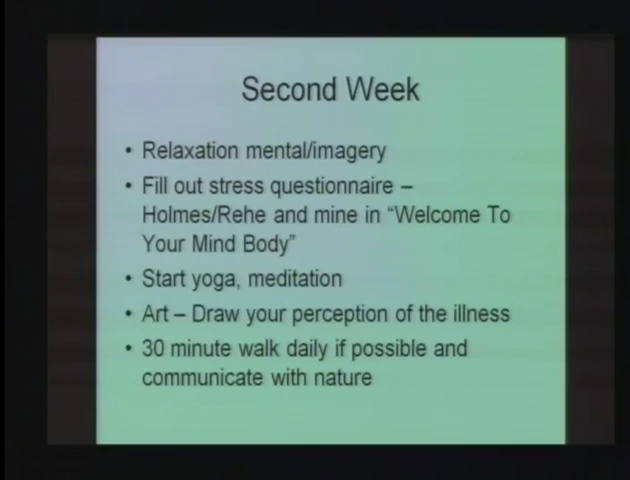 Second Week
• Relaxation mental/imagery
• Fill out stress questionnaire –
Holmes/Rehe and mine in “Welcome To
Your Mind Body”
• Start yoga, meditation
• Art – Draw your perception of the illness
• 30 minute walk daily if possible and
communicate with nature